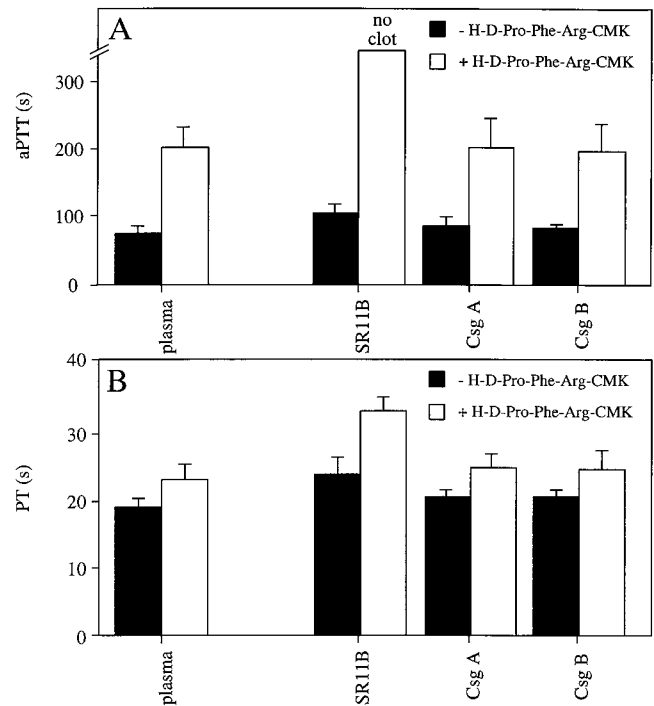 A
no
clot
- H-D-Pro-Phe-Arg-CMK
+ H-D-Pro-Phe-Arg-CMK
aPTT (s)
300
200
100
0
plasma
SR11B
Csg A
Csg B
B
- H-D-Pro-Phe-Arg-CMK
+ H-D-Pro-Phe-Arg-CMK
PT (s)
40
30
20
10
0
plasma
SR11B
Csg A
Csg B